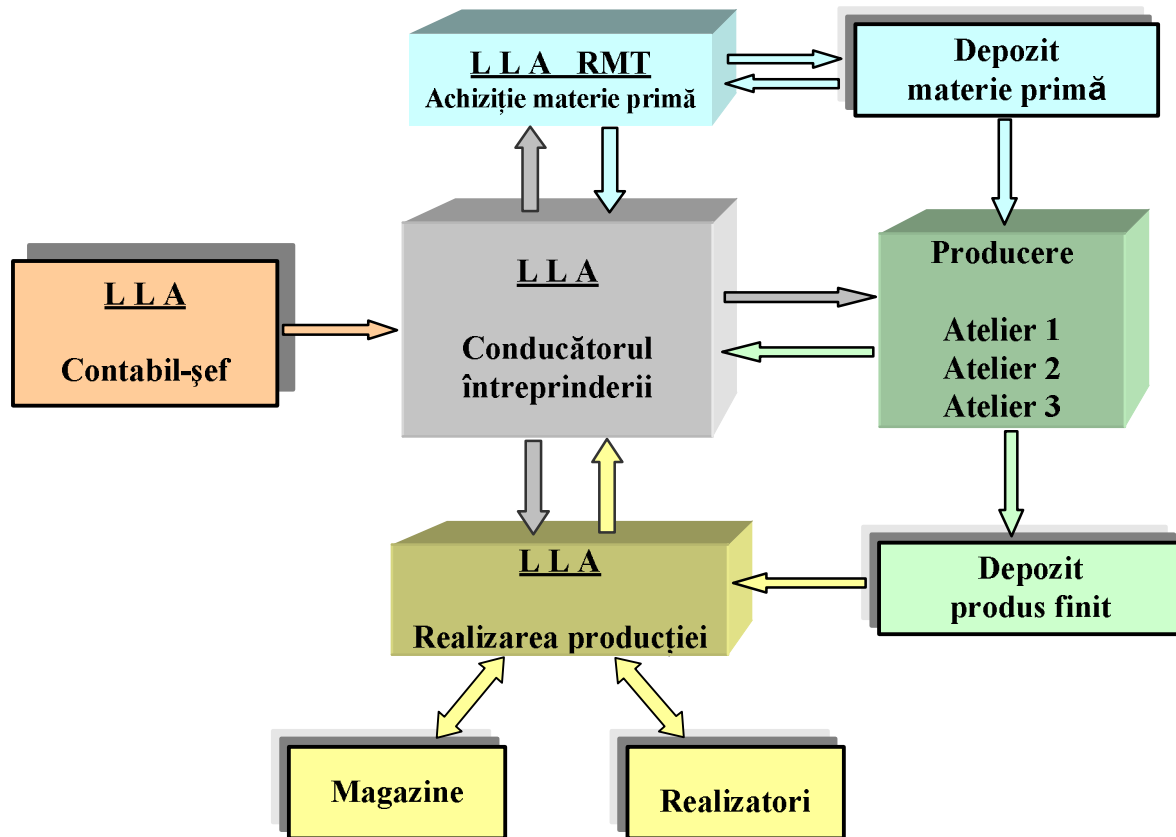 L L A RMT
Achiziție materie primă
Depozit
materie primă
L L A
Contabil-şef
L L A
Conducătorul
întreprinderii
Producere
Atelier 1
Atelier 2
Atelier 3
L L A
Realizarea producției
Depozit
produs finit
Magazine
Realizatori